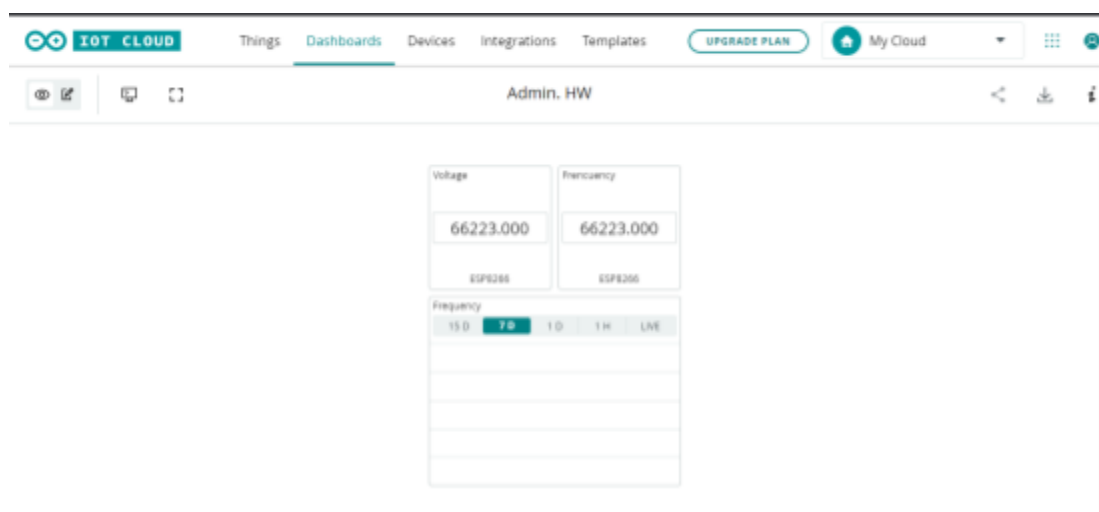 IOT CLOUD Things Dashboards Devices Integrations Templates UPGRADE PLAN My Cloud
Admin. HW
Voltage Frencuency
66223.000 66223.000
ESP8266 ESP8266
Frequency
15 D 7 D 1 D 1 H LIVE